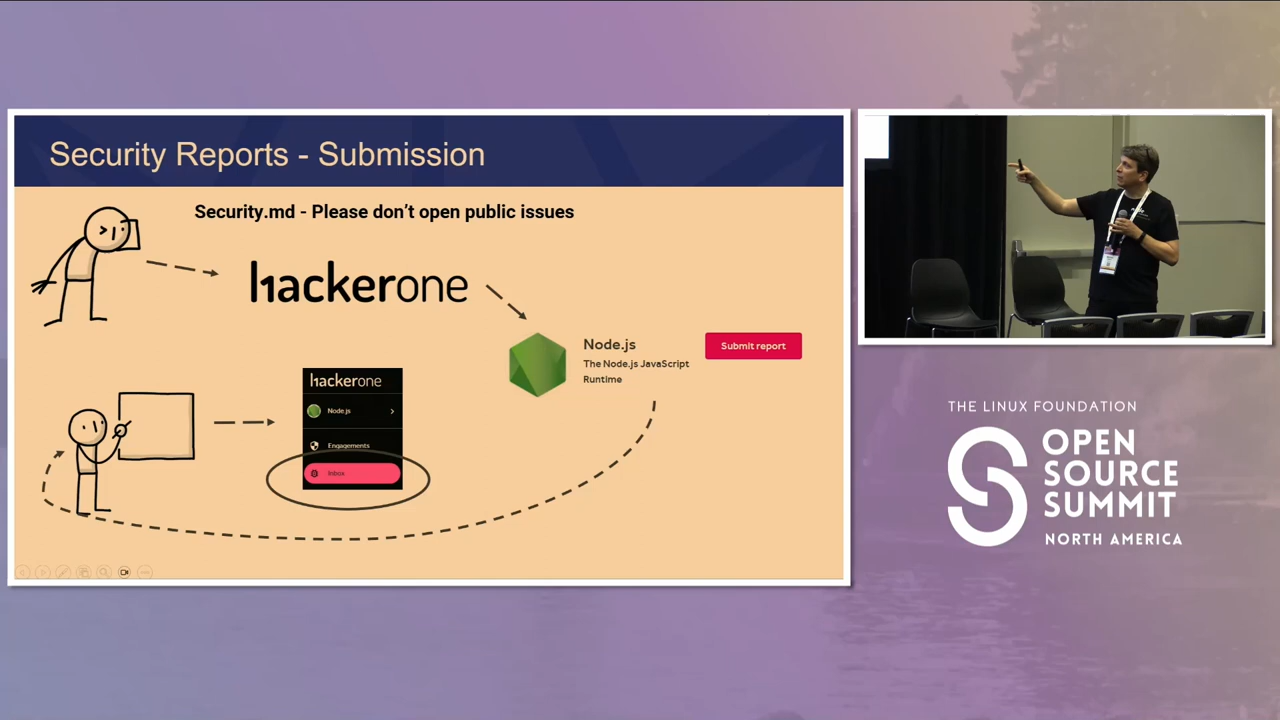 Security Reports - Submission
Security.md - Please don't open public issues
hackerone
Node.js
The Node.js JavaScript
Runtime
Submit report
hackerone
Node.js
Engagements
Inbox
THE LINUX FOUNDATION
OPEN
SOURCE
SUMMIT
NORTH AMERICA